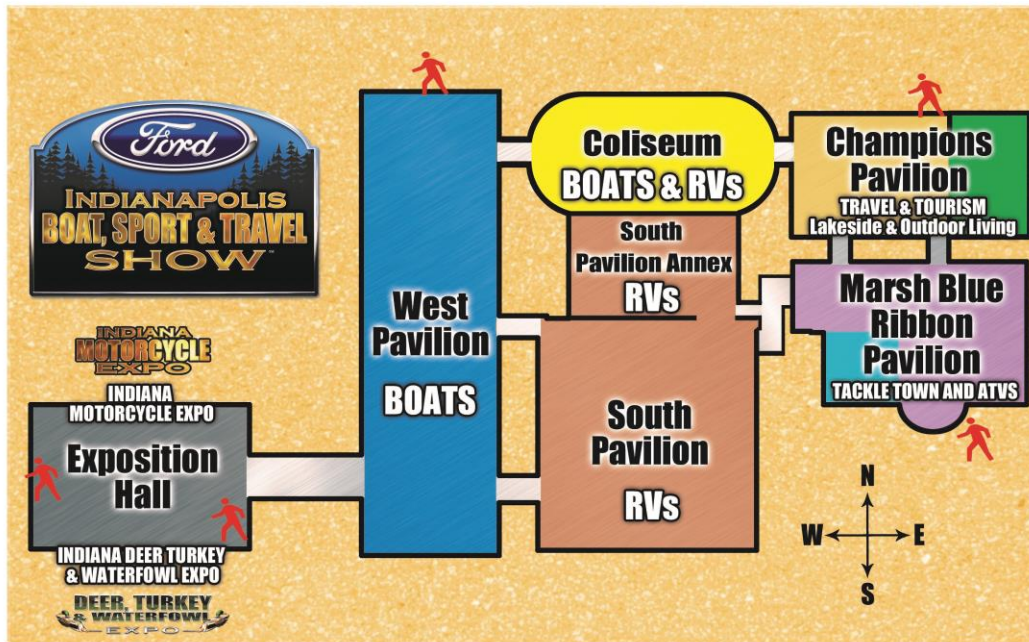 Ford
INDIANAPOLIS
BOAT, SPORT & TRAVEL
SHOW™
INDIANA
MOTORCYCLE
EXPO
INDIANA
MOTORCYCLE EXPO
Exposition
Hall
INDIANA DEER TURKEY
& WATERFOWL EXPO
DEER, TURKEY
& WATERFOWL
EXPO
West
Pavilion
BOATS
Coliseum
BOATS & RVs
South
Pavilion Annex
RVs
South
Pavilion
RVs
Champions
Pavilion
TRAVEL & TOURISM
Lakeside & Outdoor Living
Marsh Blue
Ribbon
Pavilion
TACKLE TOWN AND ATVS
N
W
E
S